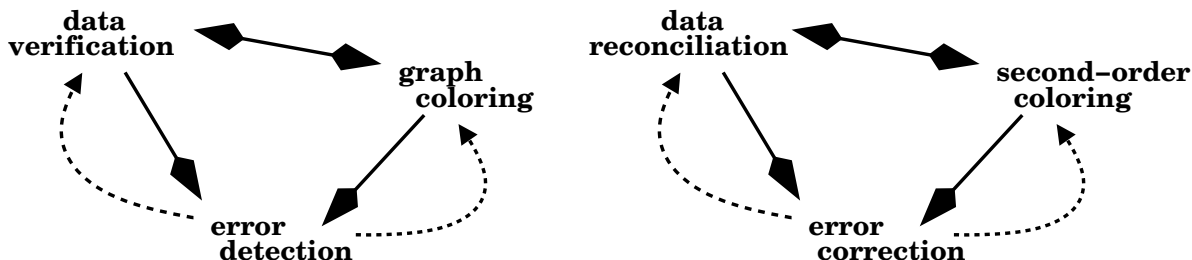 data
verification
graph
coloring
error
detection
data
reconciliation
second–order
coloring
error
correction